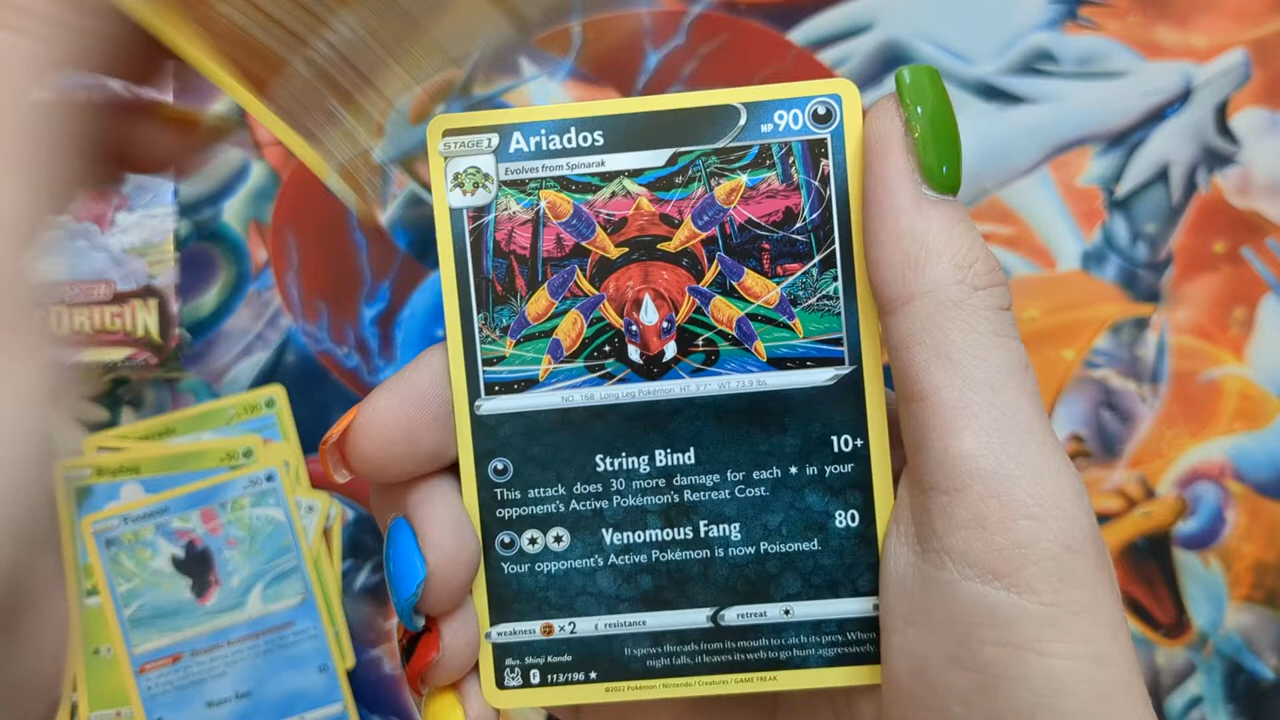 STAGE 1
Ariados
HP 90
Evolves from Spinarak
NO. 168 Long Leg Pokémon HT: 3'7" WT: 73.9 lbs.
String Bind 10+
This attack does 30 more damage for each in your
opponent's Active Pokémon's Retreat Cost.
Venomous Fang 80
Your opponent's Active Pokémon is now Poisoned.
weakness ×2 resistance retreat
It spews threads from its mouth to catch its prey. When
night falls, it leaves its web to go hunt aggressively.
Illus. Shinji Kanda
F 113/196 ★
©2022 Pokémon / Nintendo / Creatures / GAME FREAK
ORIGIN
Finneon